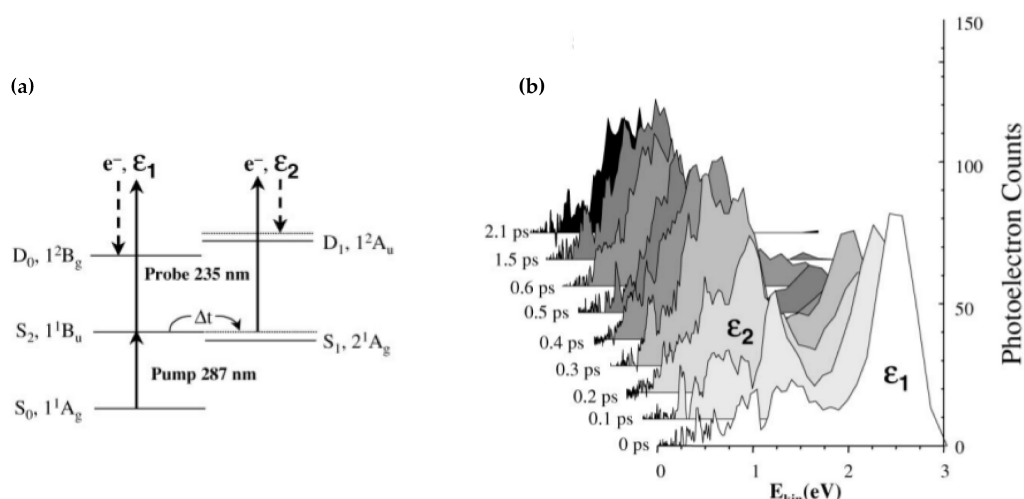 (a)
(b)
e⁻, ε₁
e⁻, ε₂
D₀, 1²B_g
D₁, 1²A_u
Probe 235 nm
S₂, 1¹B_u
Δt
S₁, 2¹A_g
Pump 287 nm
S₀, 1¹A_g
150
100
50
0
Photoelectron Counts
2.1 ps
1.5 ps
0.6 ps
0.5 ps
0.4 ps
0.3 ps
0.2 ps
0.1 ps
0 ps
ε₂
ε₁
0 1 2 3
E_kin(eV)